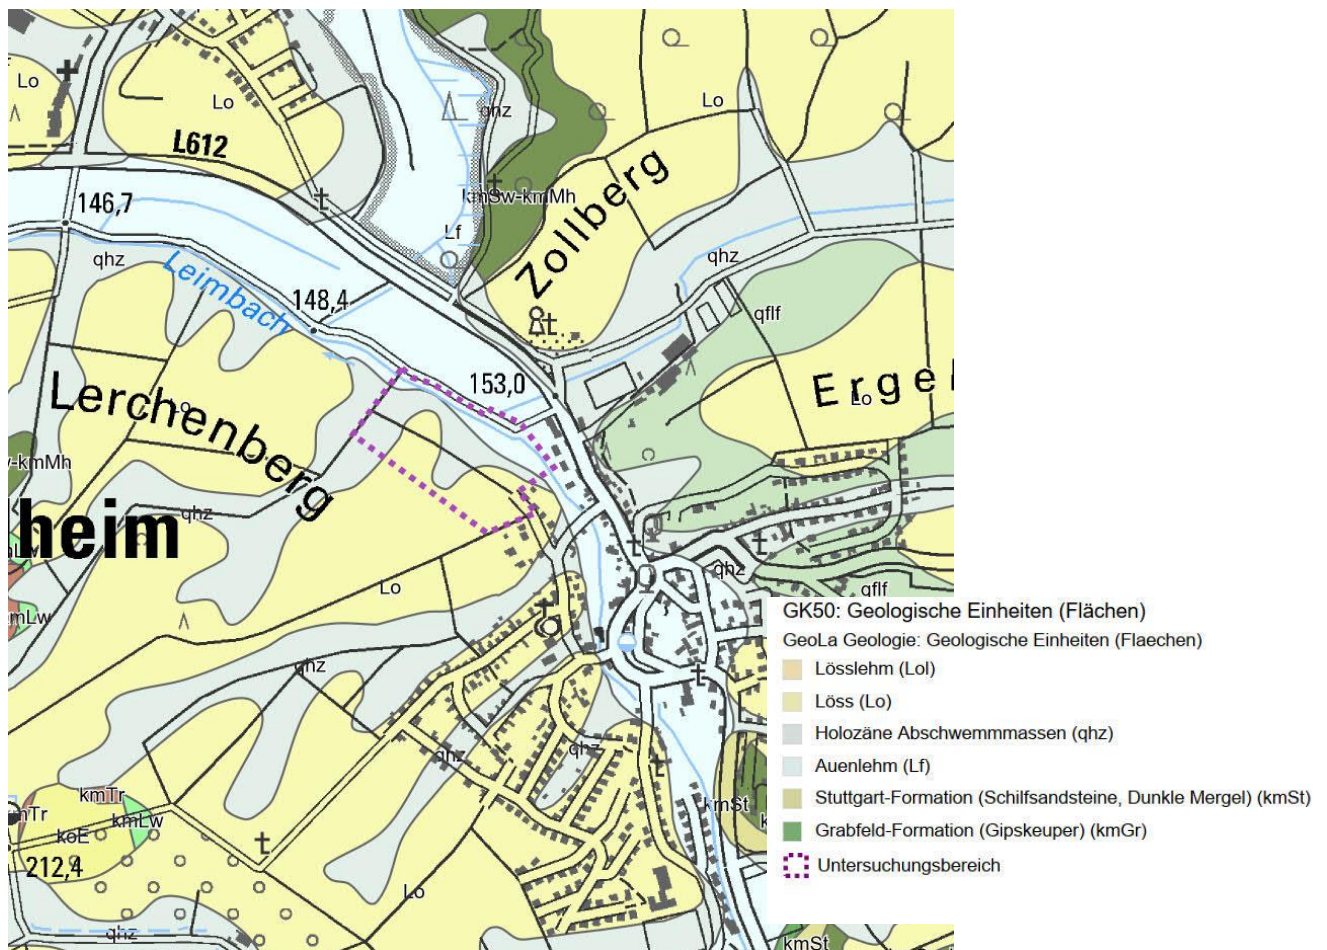 Lo
Lo
Lo
L612
qhz
kmSw-kmMh
146,7
Lf
Zollberg
qhz
qhz
Leimbach
148,4
qflf
153,0
Ergel
Lo
Lerchenberg
Lo
-kmMh
qhz
heim
qhz
Lo
qflf
mLw
qhz
qhz
qhz
kmTr
kmSt
mTr
koE
kmLw
212,4
Lo
qhz
kmSt
GK50: Geologische Einheiten (Flächen)
GeoLa Geologie: Geologische Einheiten (Flaechen)
Lösslehm (Lol)
Löss (Lo)
Holozäne Abschwemmmassen (qhz)
Auenlehm (Lf)
Stuttgart-Formation (Schilfsandsteine, Dunkle Mergel) (kmSt)
Grabfeld-Formation (Gipskeuper) (kmGr)
Untersuchungsbereich